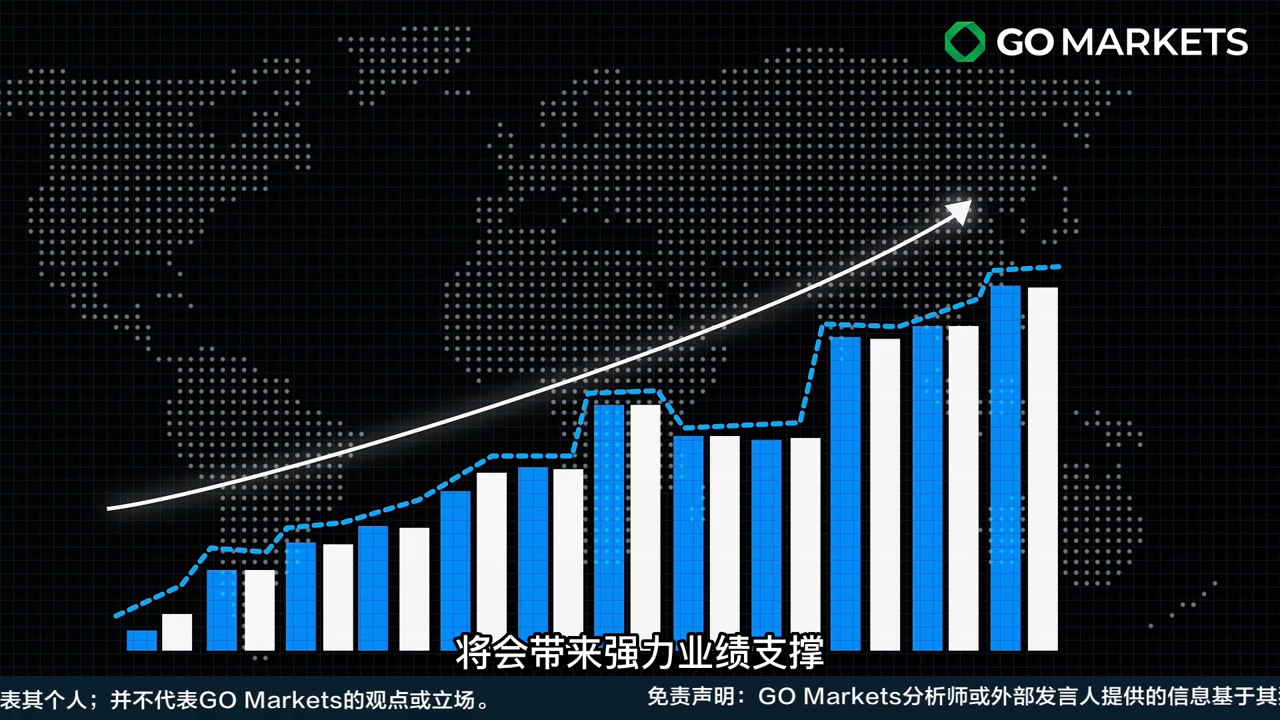 GO MARKETS
将会带来强力业绩支撑
表其个人；并不代表GO Markets的观点或立场。 免责声明：GO Markets分析师或外部发言人提供的信息基于其